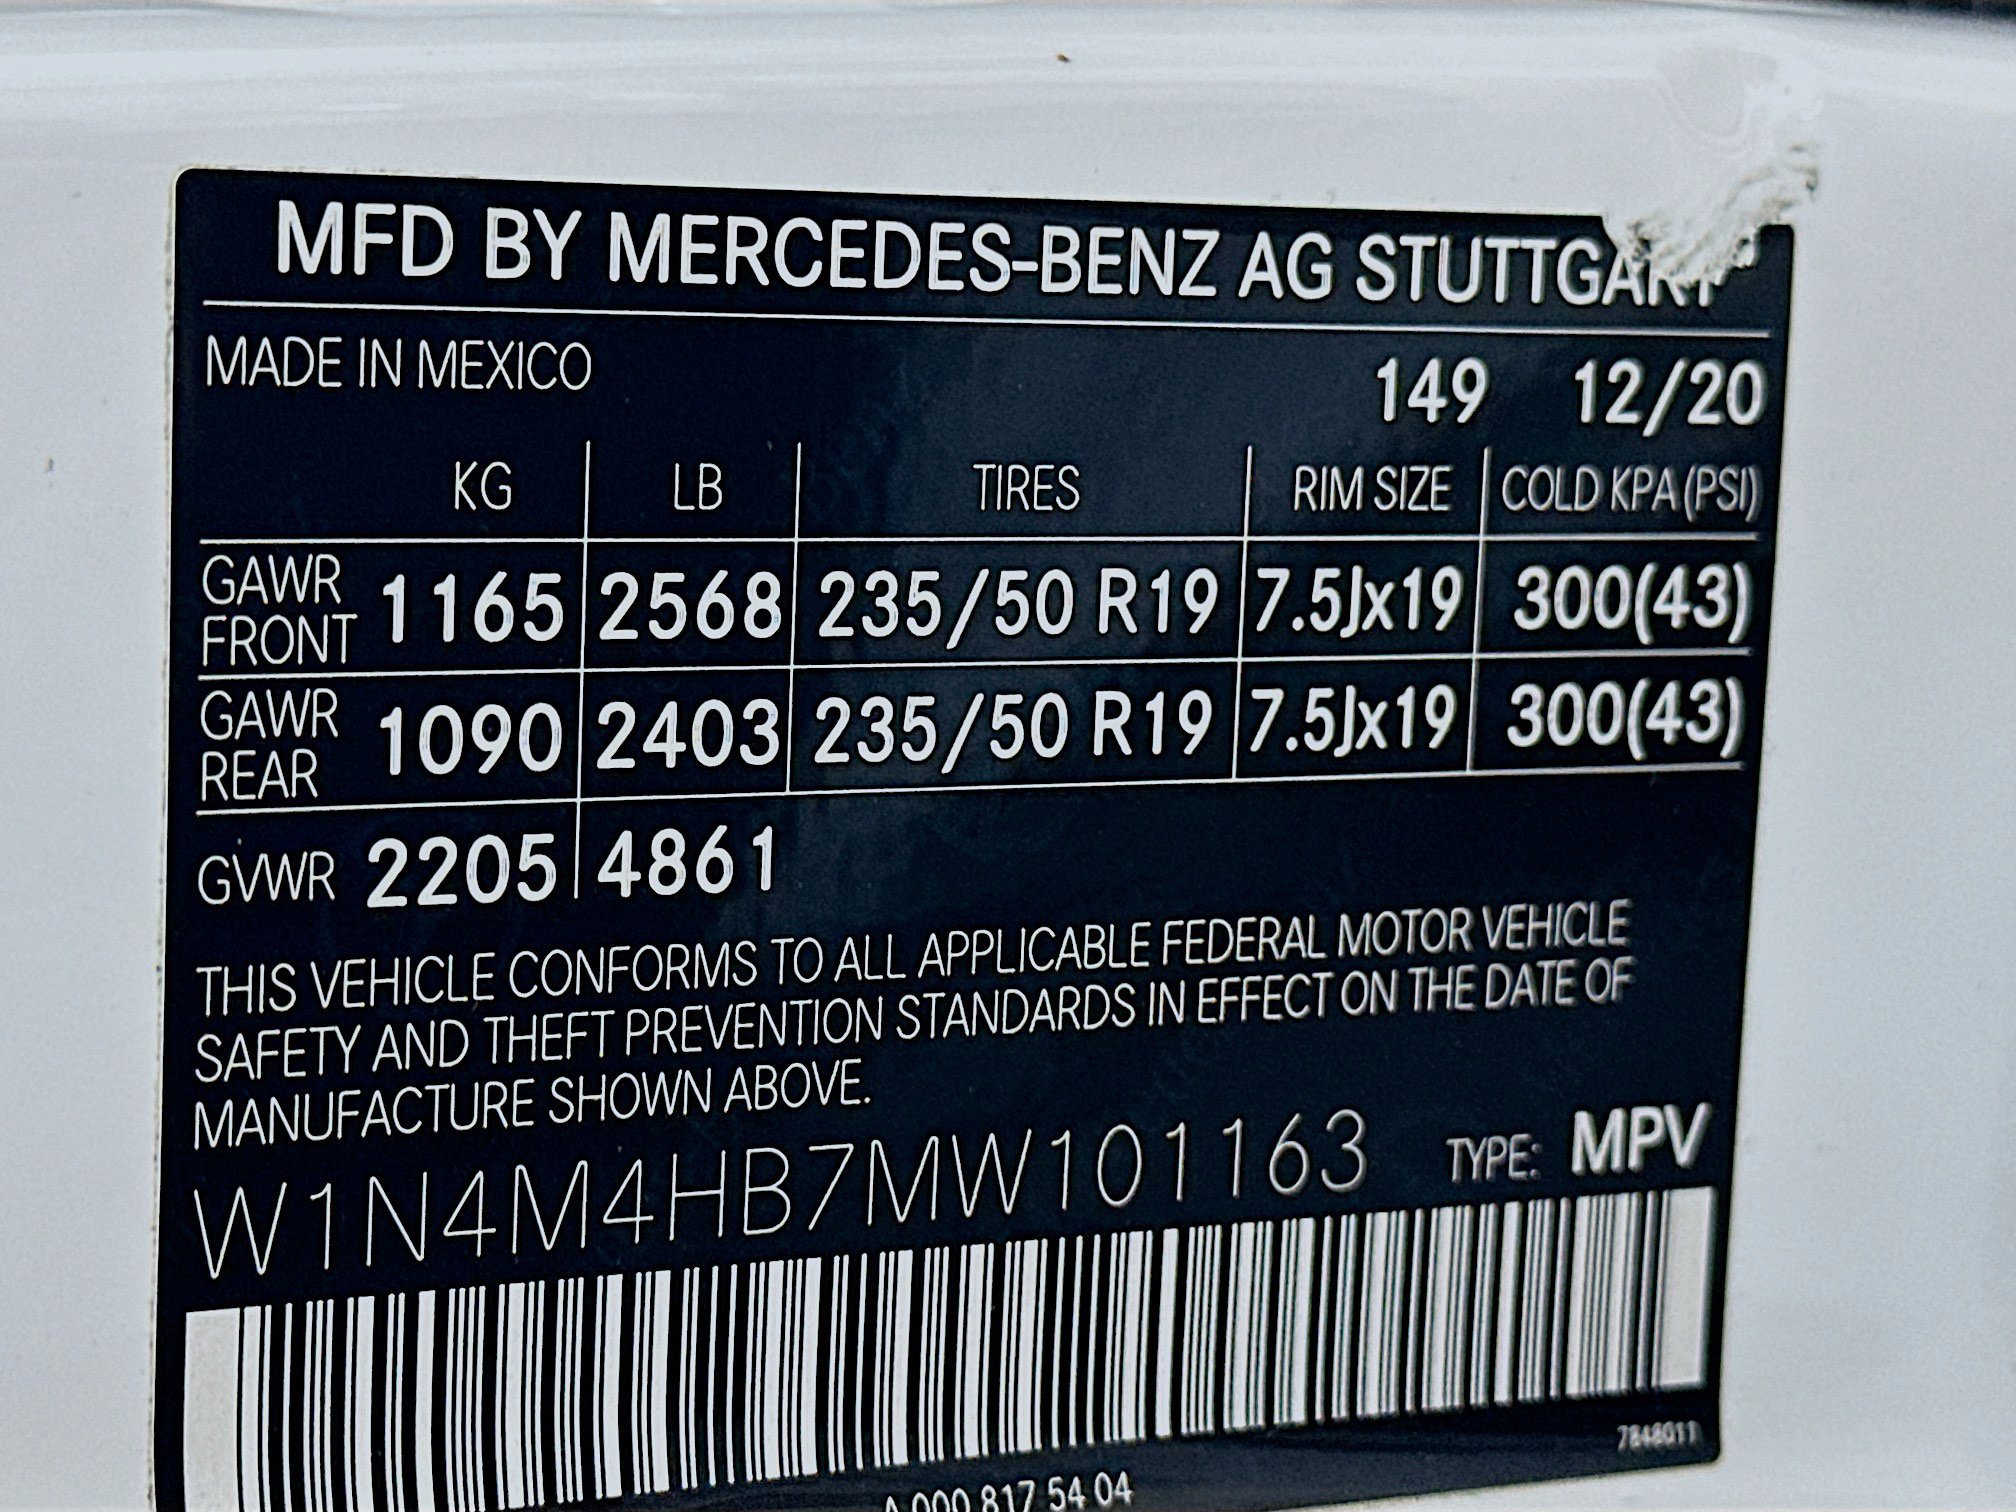 MFD BY MERCEDES-BENZ AG STUTTGART
MADE IN MEXICO 149 12/20
KG LB TIRES RIM SIZE COLD KPA (PSI)
GAWR FRONT 1165 2568 235/50 R19 7.5Jx19 300(43)
GAWR REAR 1090 2403 235/50 R19 7.5Jx19 300(43)
GVWR 2205 4861
THIS VEHICLE CONFORMS TO ALL APPLICABLE FEDERAL MOTOR VEHICLE
SAFETY AND THEFT PREVENTION STANDARDS IN EFFECT ON THE DATE OF
MANUFACTURE SHOWN ABOVE.
W1N4M4HB7MW101163 TYPE: MPV
7848011
A 000 817 54 04